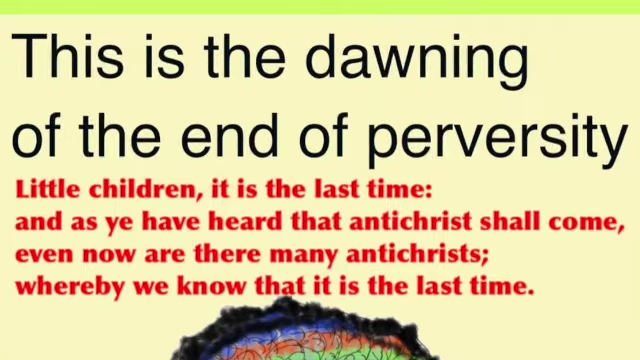 This is the dawning
of the end of perversity
Little children, it is the last time:
and as ye have heard that antichrist shall come,
even now are there many antichrists;
whereby we know that it is the last time.